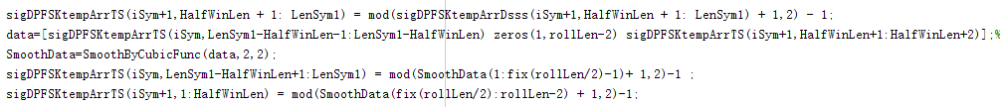 sigDPFSKtempArrTS(iSym+1,HalfWinLen + 1: LenSym1) = mod(sigDPFSKtempArrDsss(iSym+1,HalfWinLen + 1: LenSym1) + 1,2) - 1;
data=[sigDPFSKtempArrTS(iSym,LenSym1-HalfWinLen-1:LenSym1-HalfWinLen) zeros(1,rollLen-2) sigDPFSKtempArrTS(iSym+1,HalfWinLen+1:HalfWinLen+2)];%
SmoothData=SmoothByCubicFunc(data,2,2);
sigDPFSKtempArrTS(iSym,LenSym1-HalfWinLen+1:LenSym1) = mod(SmoothData(1:fix(rollLen/2)-1)+ 1,2)-1 ;
sigDPFSKtempArrTS(iSym+1,1:HalfWinLen) = mod(SmoothData(fix(rollLen/2):rollLen-2) + 1,2)-1;